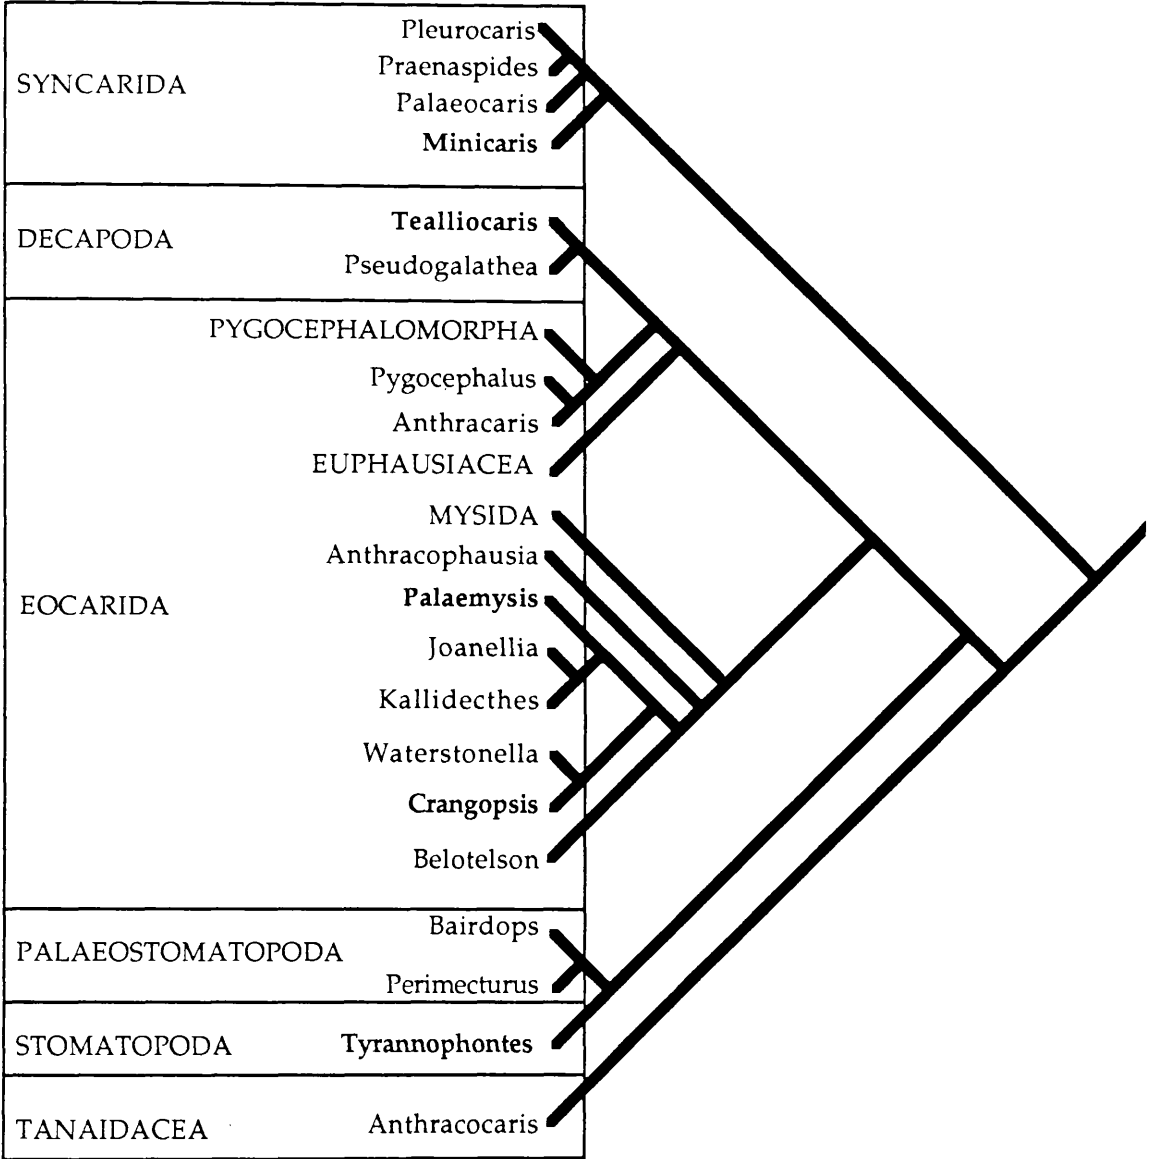 Pleurocaris
Praenaspides
SYNCARIDA
Palaeocaris
Minicaris
Tealliocaris
DECAPODA
Pseudogalathea
PYGOCEPHALOMORPHA
Pygocephalus
Anthracaris
EUPHAUSIACEA
MYSIDA
Anthracophausia
Palaemysis
EOCARIDA
Joanellia
Kallidecthes
Waterstonella
Crangopsis
Belotelson
Bairdops
PALAEOSTOMATOPODA
Perimecturus
STOMATOPODA Tyrannophontes
TANAIDACEA Anthracocaris